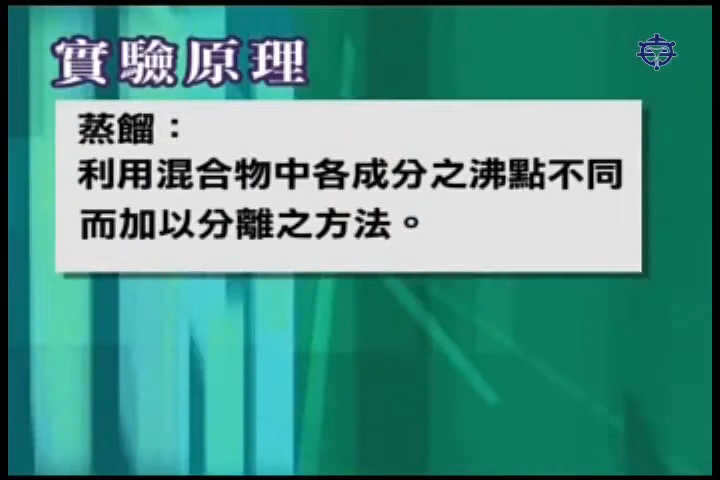 實驗原理
蒸餾：
利用混合物中各成分之沸點不同
而加以分離之方法。